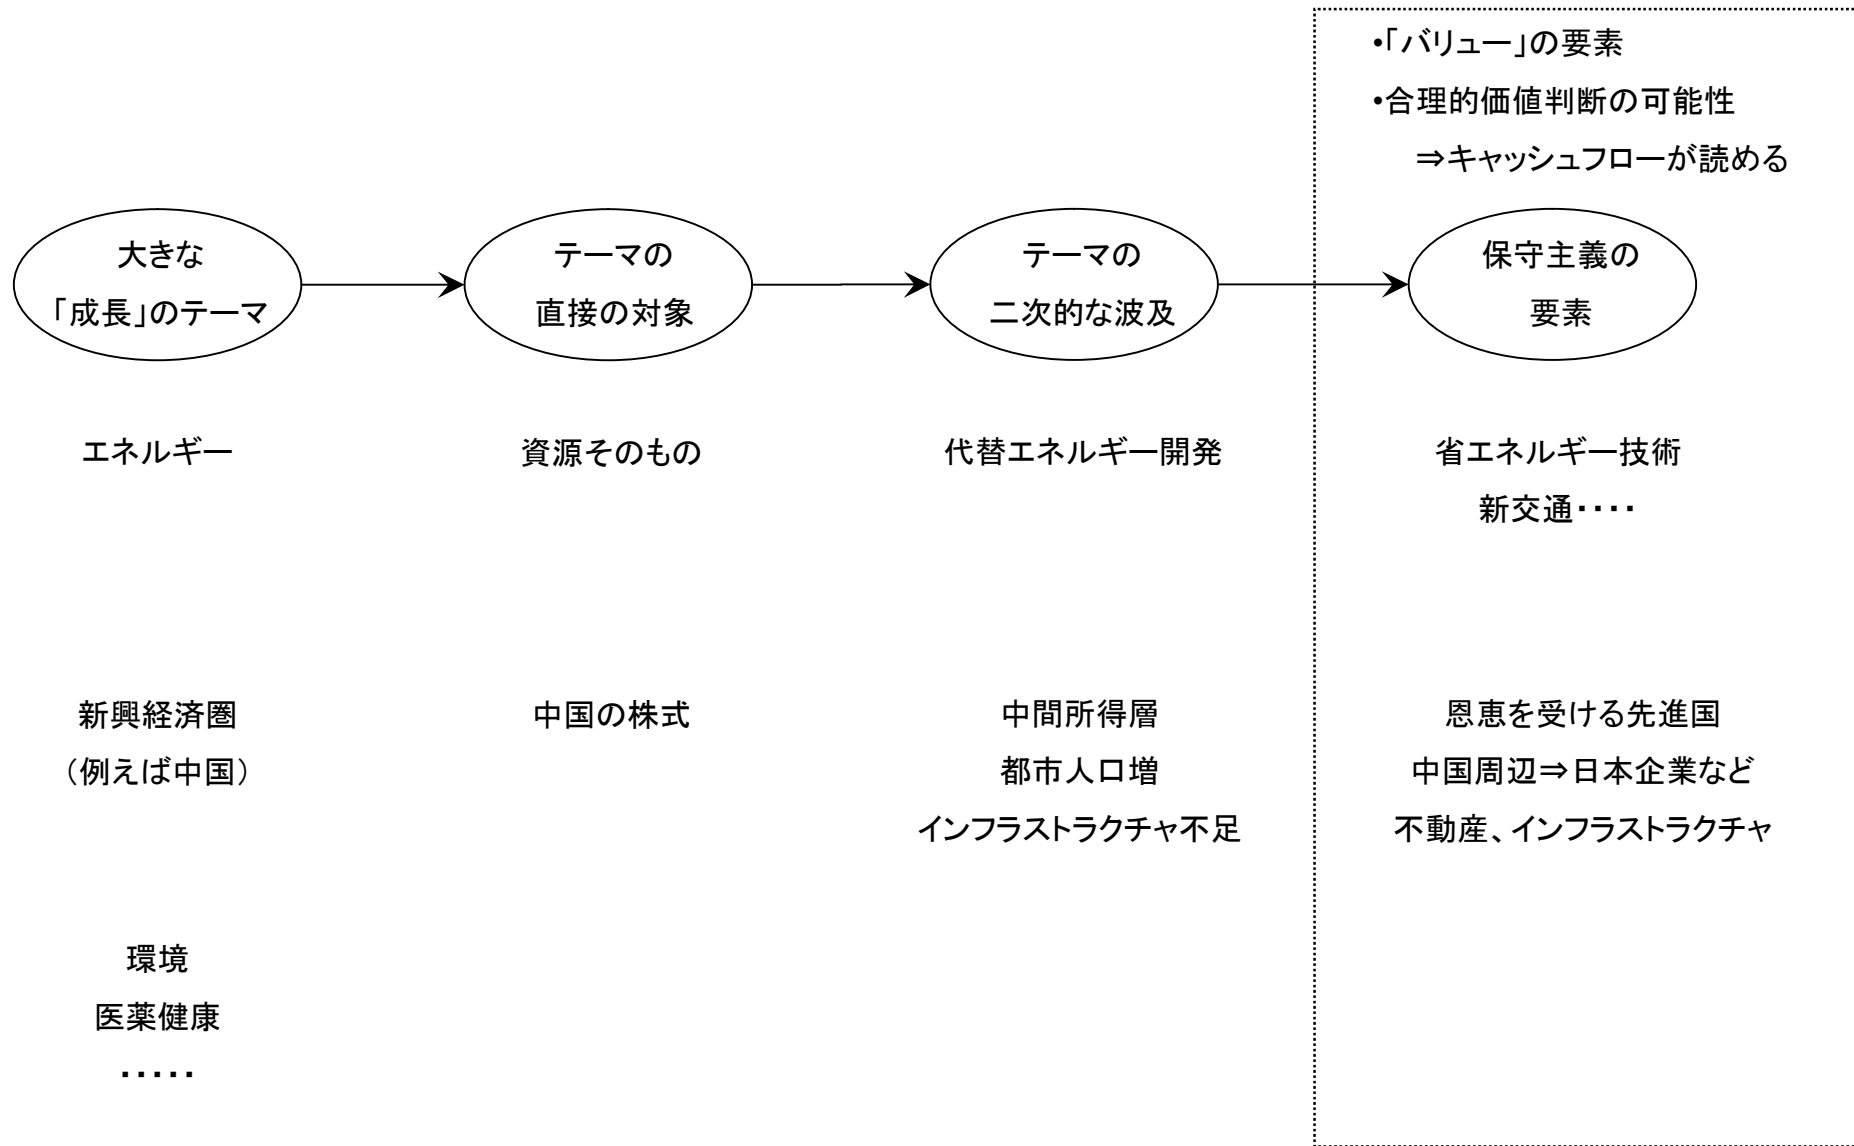 •「バリュー」の要素
•合理的価値判断の可能性
⇒キャッシュフローが読める
大きな
「成長」のテーマ
テーマの
直接の対象
テーマの
二次的な波及
保守主義の
要素
エネルギー
資源そのもの
代替エネルギー開発
省エネルギー技術
新交通・・・・
新興経済圏
（例えば中国）
中国の株式
中間所得層
都市人口増
インフラストラクチャ不足
恩恵を受ける先進国
中国周辺⇒日本企業など
不動産、インフラストラクチャ
環境
医薬健康
・・・・・